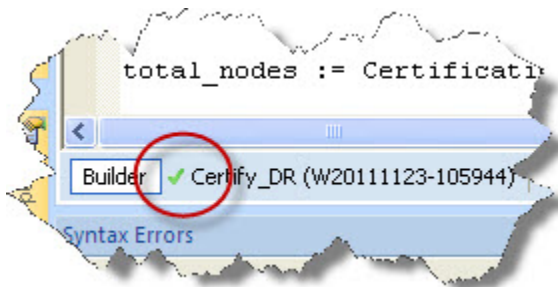 total_nodes := Certificati
Builder Certify_DR (W20111123-105944)
Syntax Errors